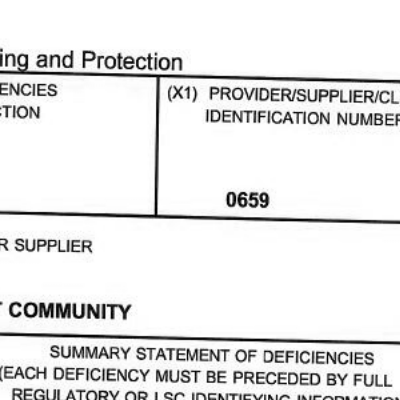 ing and Protection
ENCIES
(X1) PROVIDER/SUPPLIER/CL
TION
IDENTIFICATION NUMBER
0659
R SUPPLIER
COMMUNITY
SUMMARY STATEMENT OF DEFICIENCIES
(EACH DEFICIENCY MUST BE PRECEDED BY FULL
REGULATORY OR LSC IDENTIFYING INFORMATION